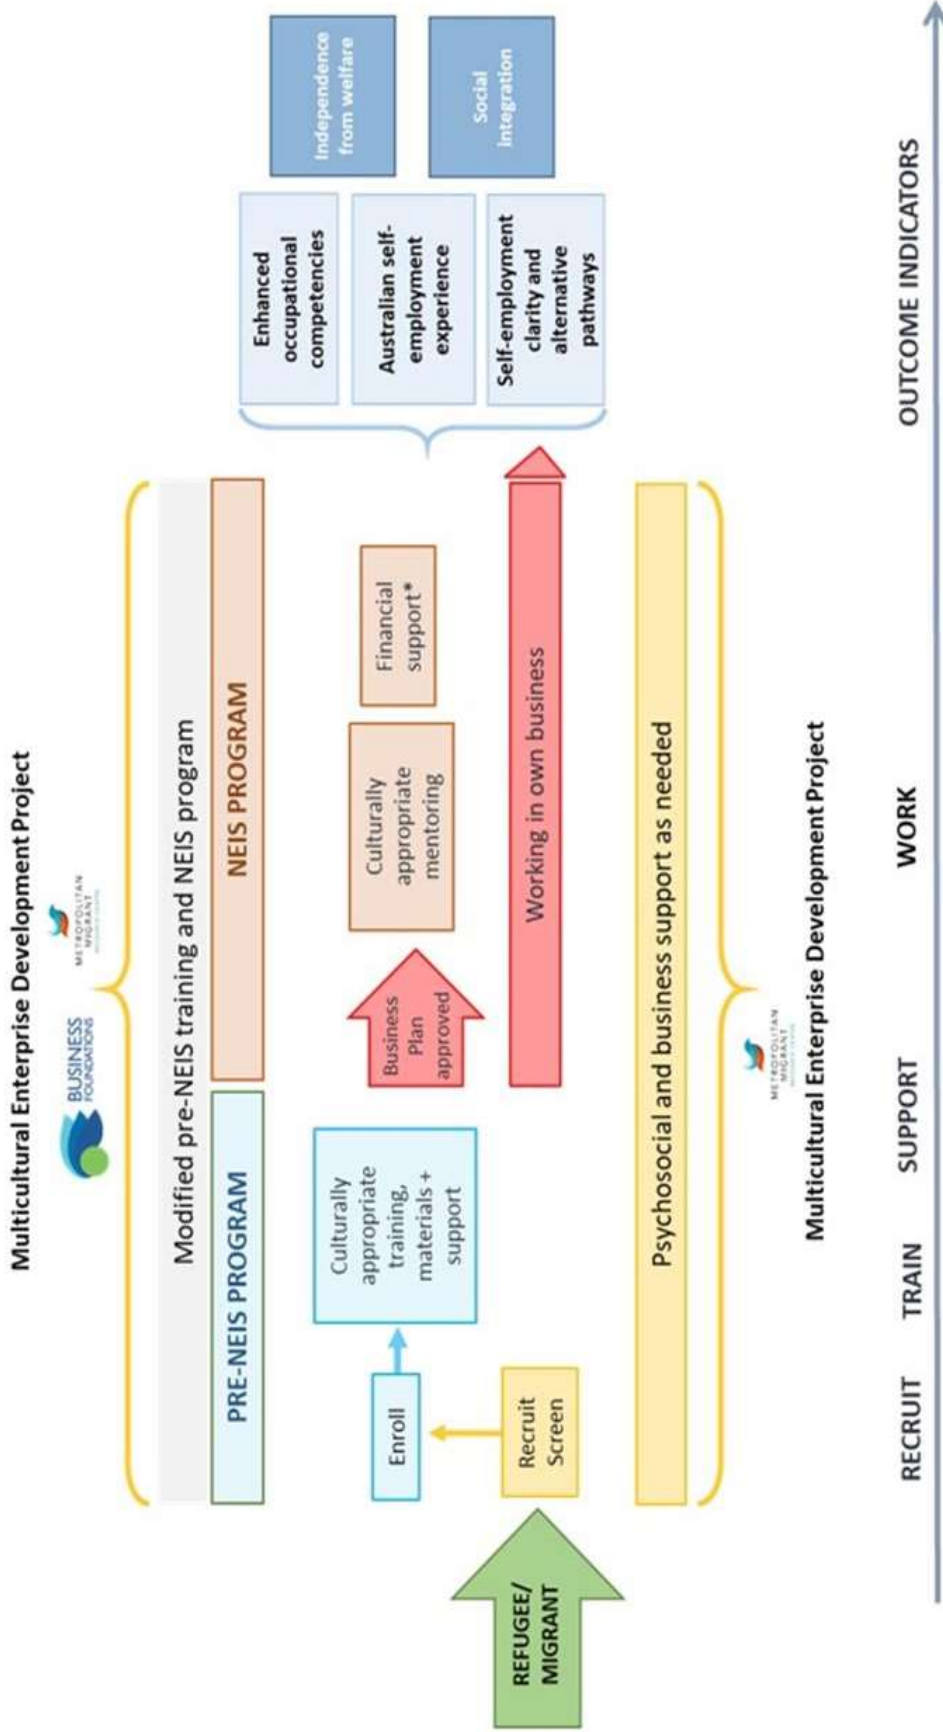 Multicultural Enterprise Development Project
BUSINESS
FOUNDATIONS
METROPOLITAN
MIGRANT
Modified pre-NEIS training and NEIS program
PRE-NEIS PROGRAM
NEIS PROGRAM
Enroll
Culturally
appropriate
training,
materials +
support
Business
Plan
approved
Culturally
appropriate
mentoring
Financial
support*
REFUGEE/
MIGRANT
Recruit
Screen
Working in own business
Enhanced
occupational
competencies
Australian self-
employment
experience
Self-employment
clarity and
alternative
pathways
Independence
from welfare
Social
Integration
Psychosocial and business support as needed
METROPOLITAN
MIGRANT
Multicultural Enterprise Development Project
RECRUIT
TRAIN
SUPPORT
WORK
OUTCOME INDICATORS